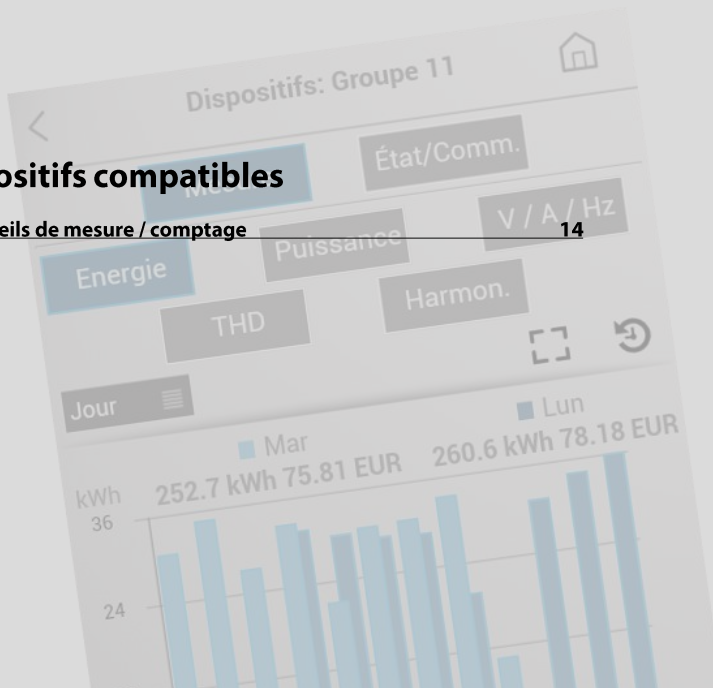 Dispositifs: Groupe 11
État/Comm.
ositifs compatibles
eils de mesure / comptage 14
Energie
Puissance
V / A / Hz
THD
Harmon.
Jour
Mar
Lun
252.7 kWh 75.81 EUR
260.6 kWh 78.18 EUR
kWh
36
24